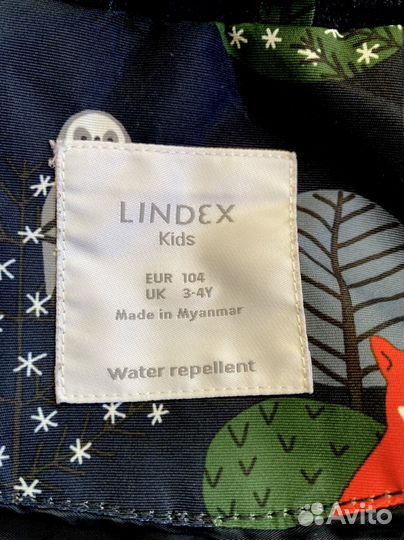 LINDEX
Kids
EUR 104
UK 3-4Y
Made in Myanmar
Water repellent
Avito